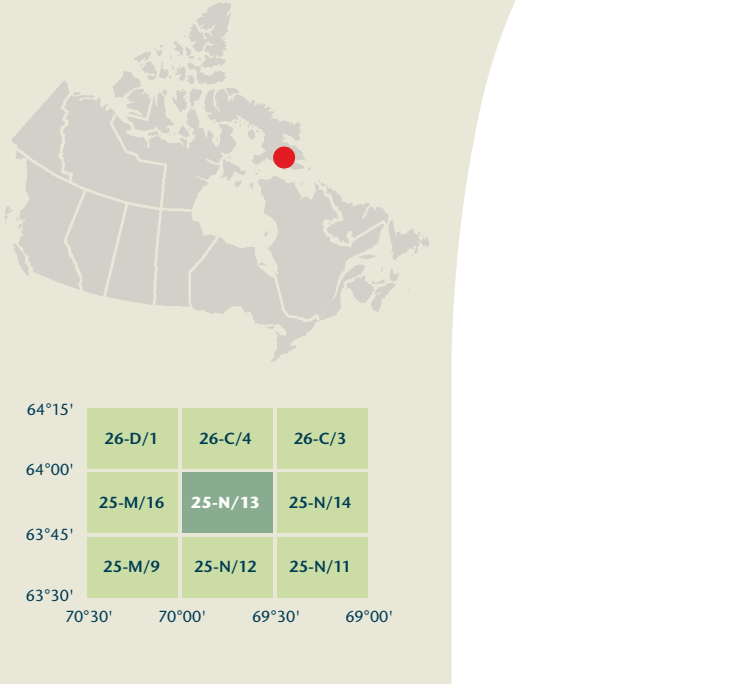 64°15'
26-D/1 26-C/4 26-C/3
64°00'
25-M/16 25-N/13 25-N/14
63°45'
25-M/9 25-N/12 25-N/11
63°30'
70°30' 70°00' 69°30' 69°00'